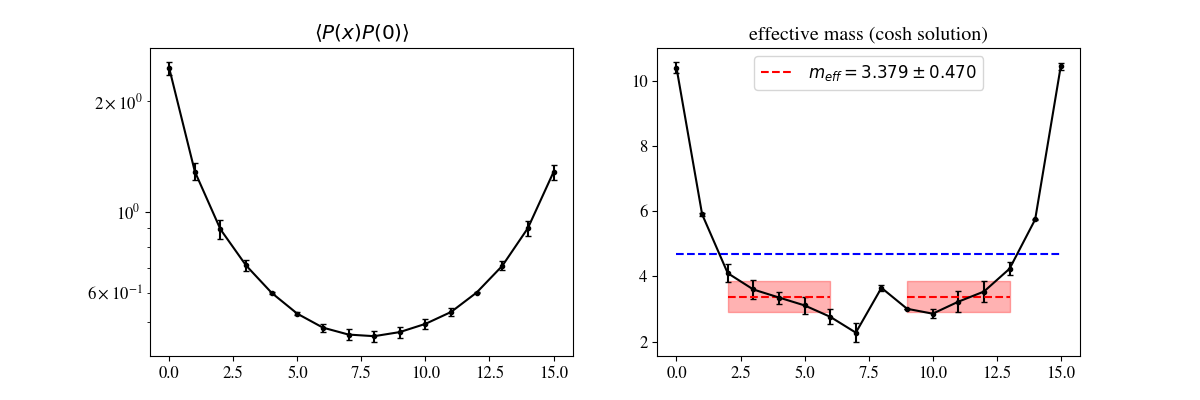 ⟨P(x)P(0)⟩
2 × 10⁰
10⁰
6 × 10⁻¹
0.0 2.5 5.0 7.5 10.0 12.5 15.0
effective mass (cosh solution)
m_eff = 3.379 ± 0.470
10
8
6
4
2
0.0 2.5 5.0 7.5 10.0 12.5 15.0